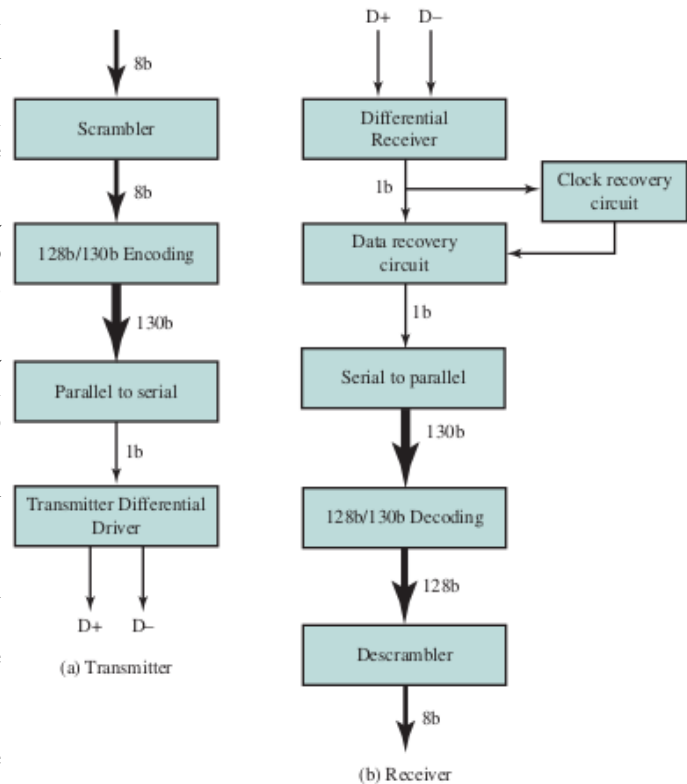 8b
Scrambler
8b
128b/130b Encoding
130b
Parallel to serial
1b
Transmitter Differential
Driver
D+ D–
(a) Transmitter
D+ D–
Differential
Receiver
1b
Clock recovery
circuit
Data recovery
circuit
1b
Serial to parallel
130b
128b/130b Decoding
128b
Descrambler
8b
(b) Receiver